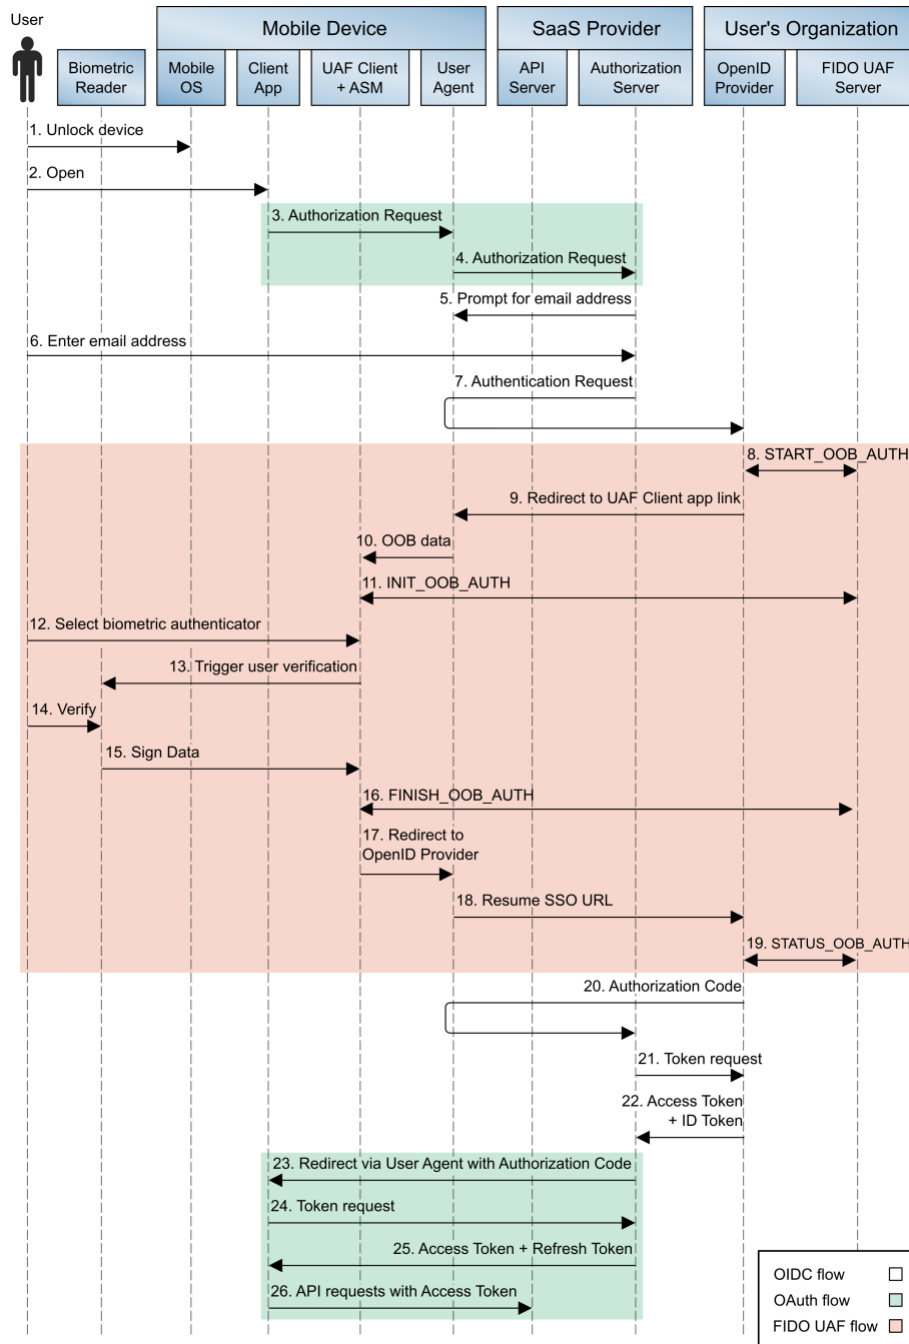 User
Mobile Device
SaaS Provider
User's Organization
Biometric
Reader
Mobile
OS
Client
App
UAF Client
+ ASM
User
Agent
API
Server
Authorization
Server
OpenID
Provider
FIDO UAF
Server
1. Unlock device
2. Open
3. Authorization Request
4. Authorization Request
5. Prompt for email address
6. Enter email address
7. Authentication Request
8. START_OOB_AUTH
9. Redirect to UAF Client app link
10. OOB data
11. INIT_OOB_AUTH
12. Select biometric authenticator
13. Trigger user verification
14. Verify
15. Sign Data
16. FINISH_OOB_AUTH
17. Redirect to
OpenID Provider
18. Resume SSO URL
19. STATUS_OOB_AUTH
20. Authorization Code
21. Token request
22. Access Token
+ ID Token
23. Redirect via User Agent with Authorization Code
24. Token request
25. Access Token + Refresh Token
26. API requests with Access Token
OIDC flow
OAuth flow
FIDO UAF flow